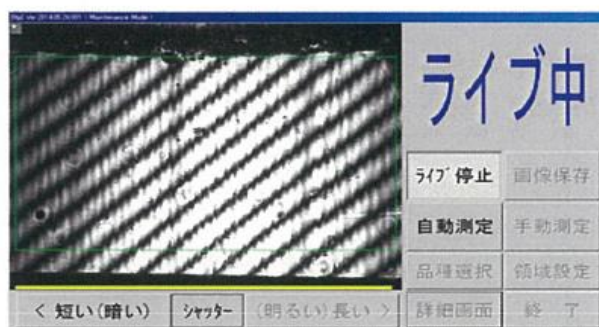 ライブ中
ﾗｲﾌﾞ停止
画像保存
自動測定
手動測定
品種選択
領域設定
< 短い(暗い)
ｼｬｯﾀｰ
(明るい)長い >
詳細画面
終 了